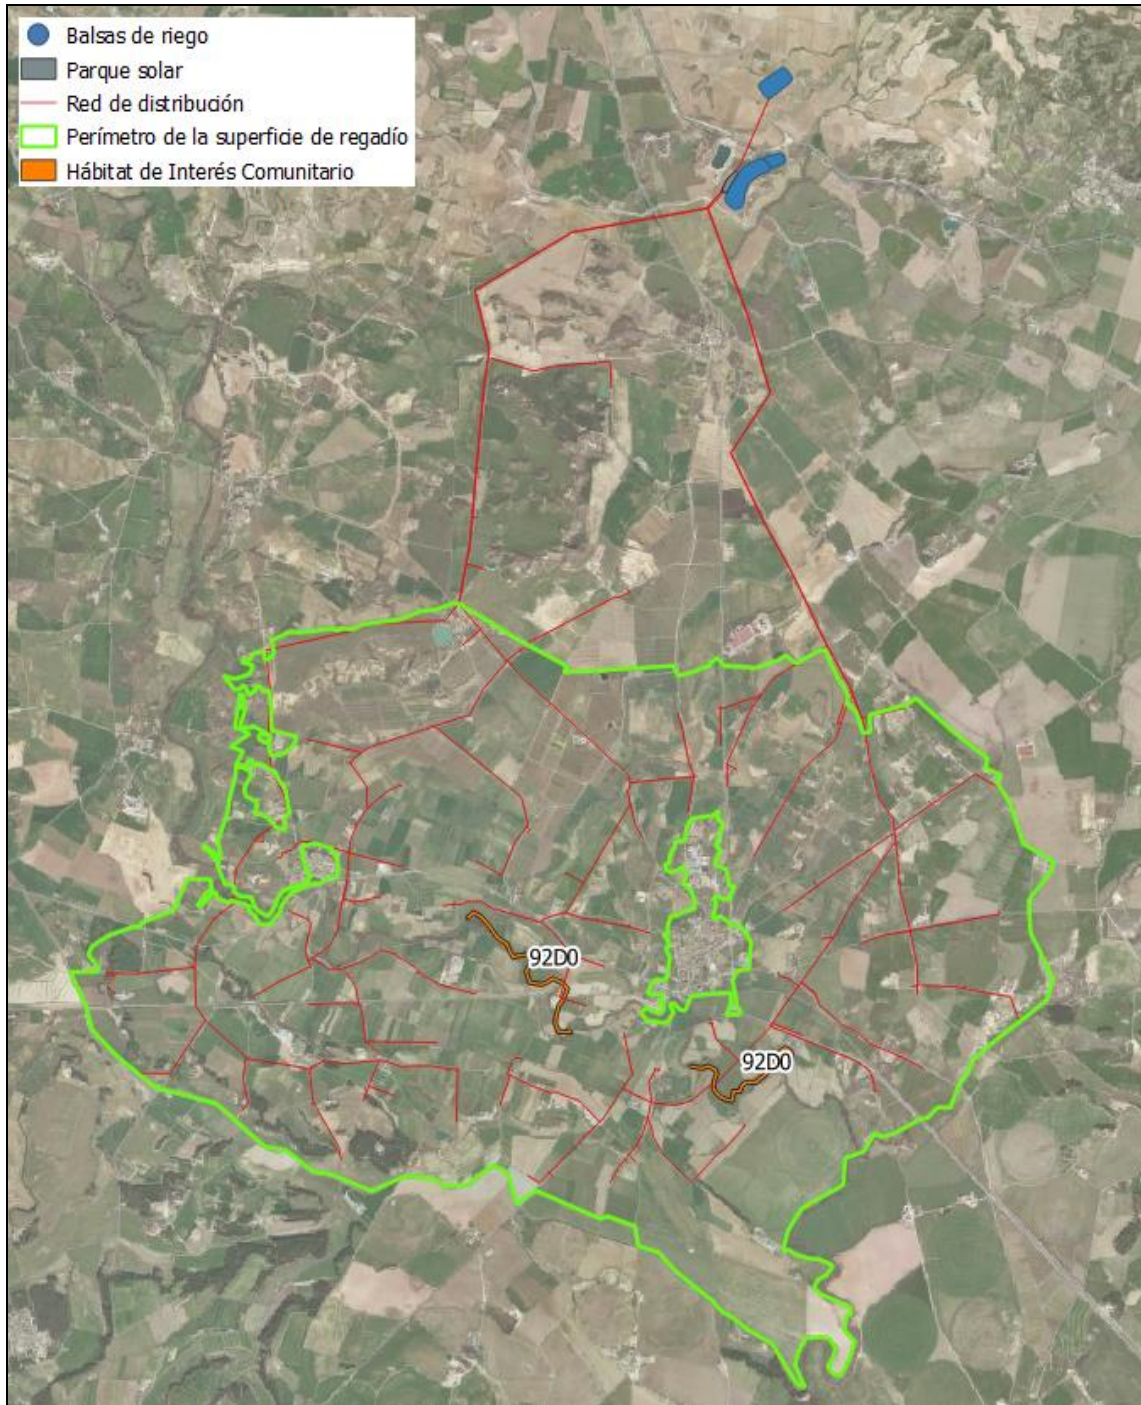 Balsas de riego
Parque solar
Red de distribución
Perímetro de la superficie de regadío
Hábitat de Interés Comunitario
92D0
92D0